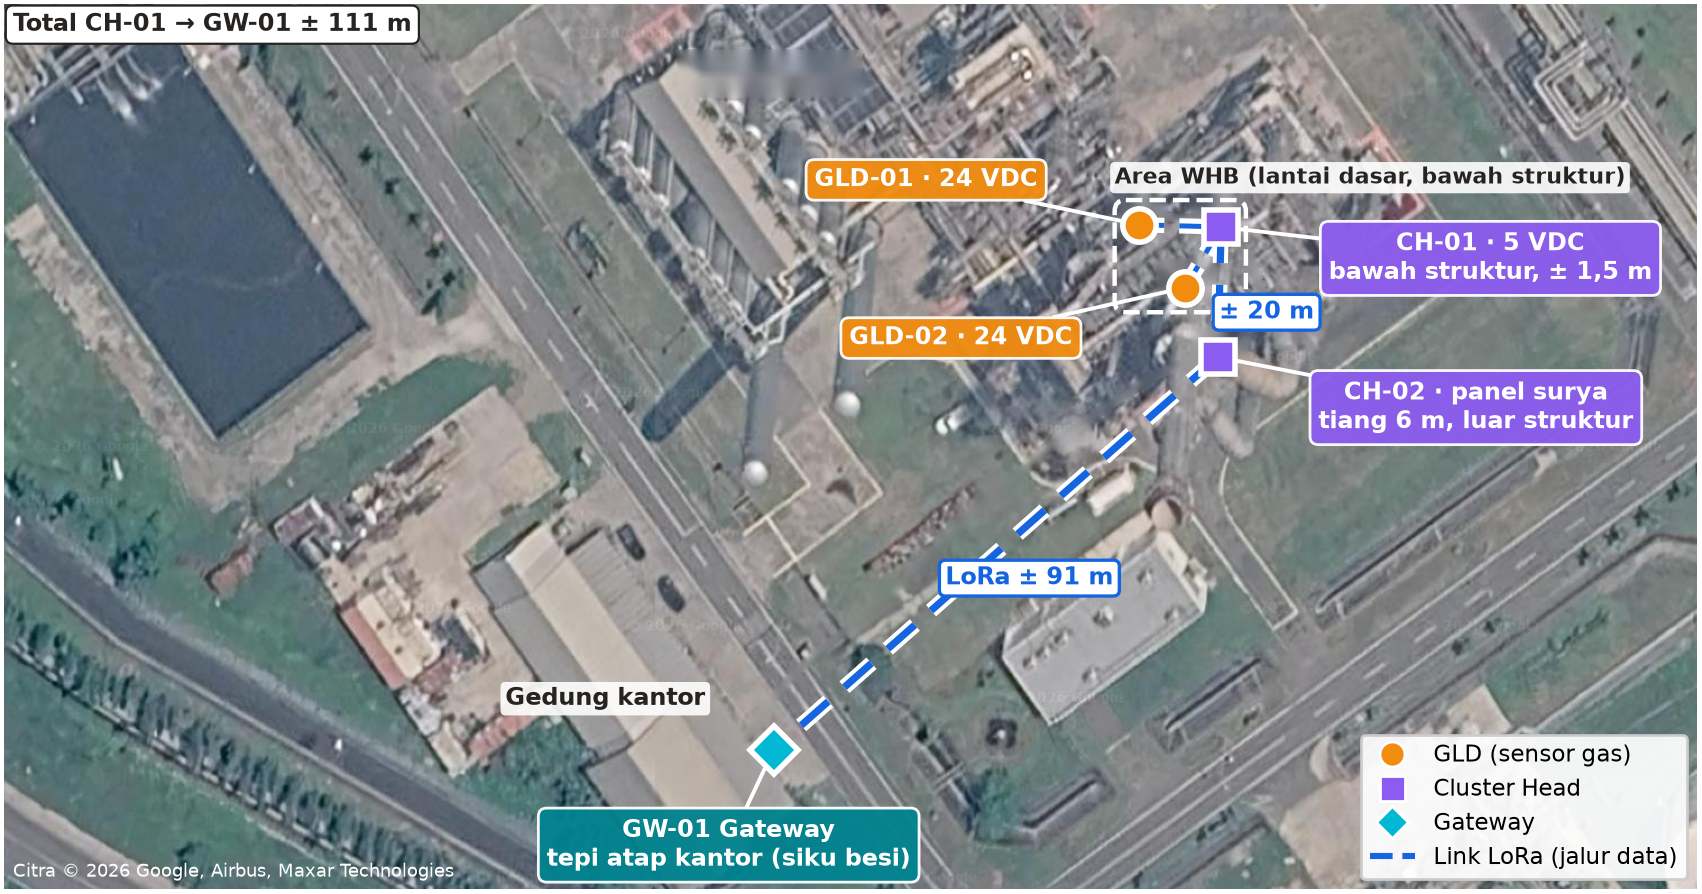 Total CH-01 → GW-01 ± 111 m
GLD-01 · 24 VDC
Area WHB (lantai dasar, bawah struktur)
CH-01 · 5 VDC
bawah struktur, ± 1,5 m
± 20 m
GLD-02 · 24 VDC
CH-02 · panel surya
tiang 6 m, luar struktur
LoRa ± 91 m
Gedung kantor
GW-01 Gateway
tepi atap kantor (siku besi)
GLD (sensor gas)
Cluster Head
Gateway
Link LoRa (jalur data)
Citra © 2026 Google, Airbus, Maxar Technologies